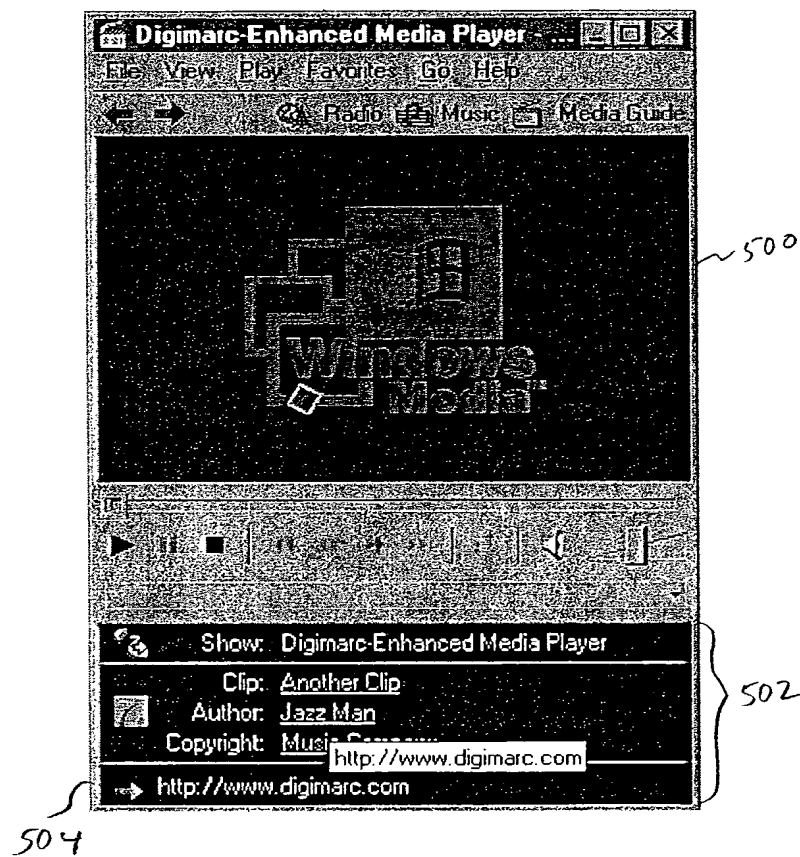 Digimarc-Enhanced Media Player - ...
File View Play Favorites Go Help
Radio Music Media Guide
500
Windows
Media
Show: Digimarc-Enhanced Media Player
Clip: Another Clip
502
Author: Jazz Man
Copyright: Music
http://www.digimarc.com
http://www.digimarc.com
504